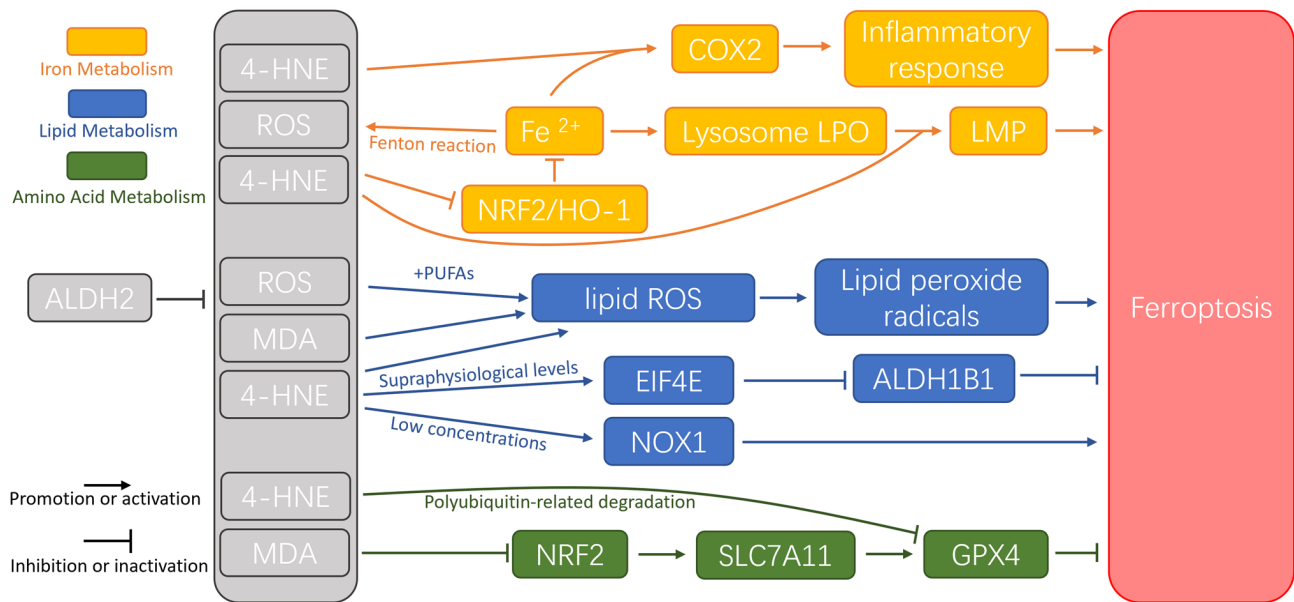 Iron Metabolism
Lipid Metabolism
Amino Acid Metabolism
ALDH2
Promotion or activation
Inhibition or inactivation
4-HNE
ROS
4-HNE
ROS
MDA
4-HNE
4-HNE
MDA
COX2
Inflammatory
response
Fenton reaction
Fe 2+
Lysosome LPO
LMP
NRF2/HO-1
+PUFAs
lipid ROS
Lipid peroxide
radicals
Supraphysiological levels
EIF4E
ALDH1B1
Low concentrations
NOX1
Polyubiquitin-related degradation
NRF2
SLC7A11
GPX4
Ferroptosis